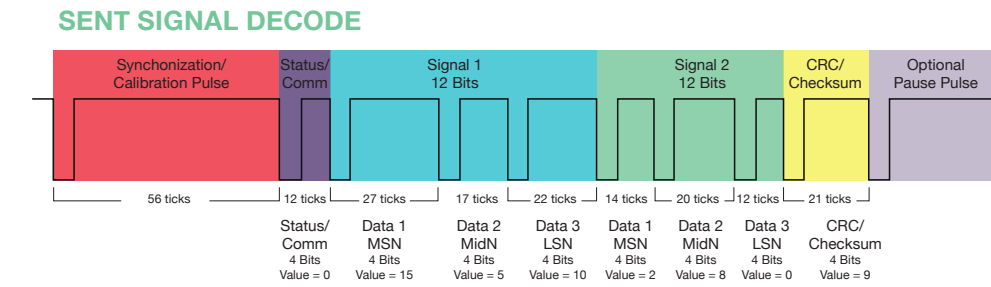 SENT SIGNAL DECODE
Synchonization/
Calibration Pulse
Status/
Comm
Signal 1
12 Bits
Signal 2
12 Bits
CRC/
Checksum
Optional
Pause Pulse
56 ticks
12 ticks
27 ticks
17 ticks
22 ticks
14 ticks
20 ticks
12 ticks
21 ticks
Status/
Comm
4 Bits
Value = 0
Data 1
MSN
4 Bits
Value = 15
Data 2
MidN
4 Bits
Value = 5
Data 3
LSN
4 Bits
Value = 10
Data 1
MSN
4 Bits
Value = 2
Data 2
MidN
4 Bits
Value = 8
Data 3
LSN
4 Bits
Value = 0
CRC/
Checksum
4 Bits
Value = 9